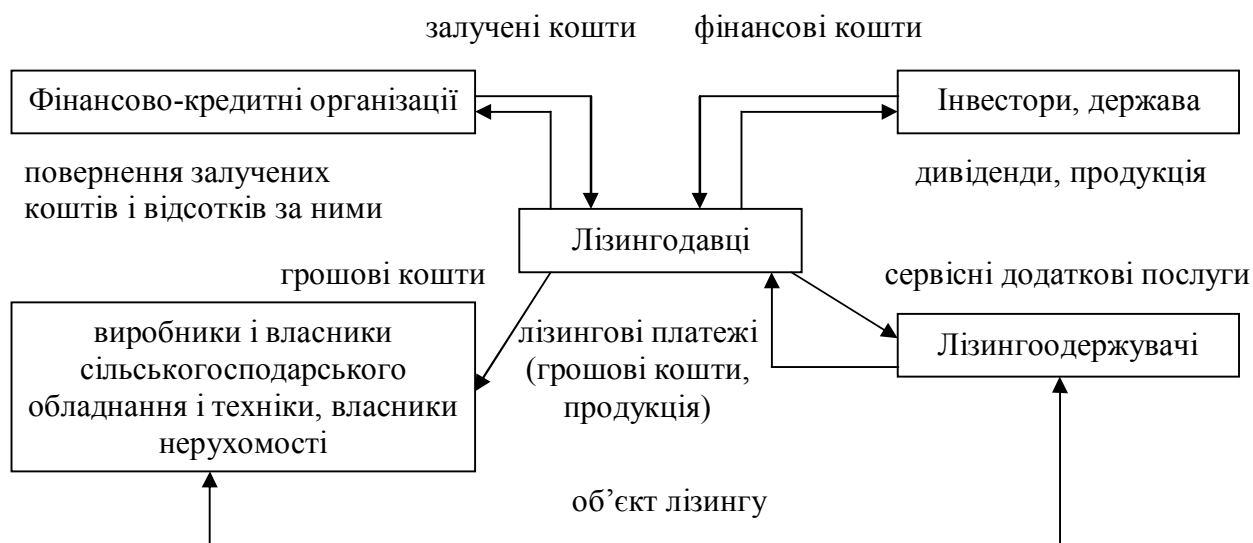 залучені кошти
фінансові кошти
Фінансово-кредитні організації
Інвестори, держава
повернення залучених
коштів і відсотків за ними
дивіденди, продукція
Лізингодавці
грошові кошти
сервісні додаткові послуги
виробники і власники
сільськогосподарського
обладнання і техніки, власники
нерухомості
лізингові платежі
(грошові кошти,
продукція)
Лізингоодержувачі
об’єкт лізингу